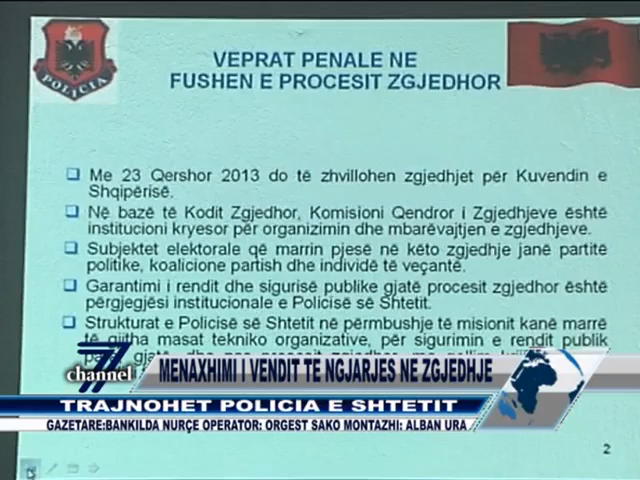 POLICIA
VEPRAT PENALE NE
FUSHEN E PROCESIT ZGJEDHOR
Me 23 Qershor 2013 do të zhvillohen zgjedhjet për Kuvendin e
Shqipërisë.
Në bazë të Kodit Zgjedhor, Komisioni Qendror i Zgjedhjeve është
institucioni kryesor për organizimin dhe mbarëvajtjen e zgjedhjeve.
Subjektet elektorale që marrin pjesë në këto zgjedhje janë partitë
politike, koalicione partish dhe individë të veçantë.
Garantimi i rendit dhe sigurisë publike gjatë procesit zgjedhor është
përgjegjësi institucionale e Policisë së Shtetit.
Strukturat e Policisë së Shtetit në përmbushje të misionit kanë marrë
të gjitha masat tekniko organizative, për sigurimin e rendit publik
7
channel
MENAXHIMI I VENDIT TË NGJARJES NË ZGJEDHJE
TRAJNOHET POLICIA E SHTETIT
GAZETARE:BANKILDA NURÇE OPERATOR: ORGEST SAKO MONTAZHI: ALBAN URA
2